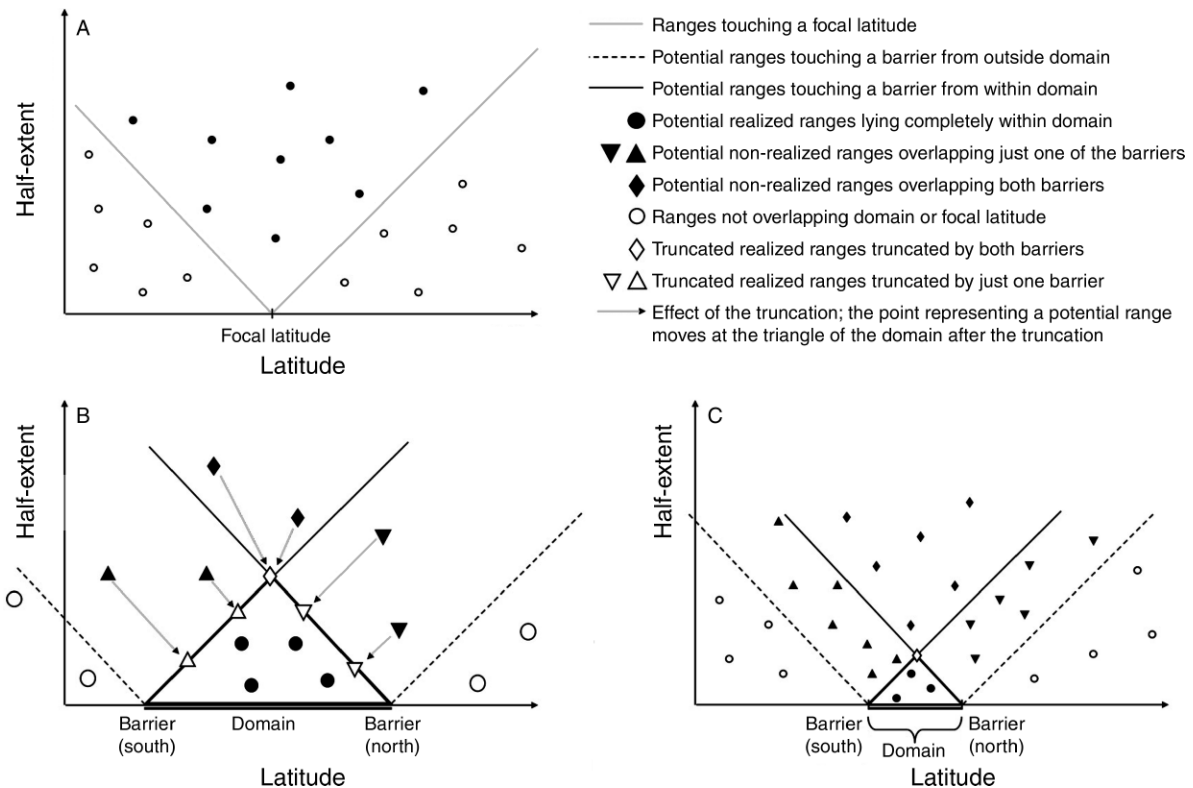 A
Half-extent
Focal latitude
Latitude
Ranges touching a focal latitude
Potential ranges touching a barrier from outside domain
Potential ranges touching a barrier from within domain
Potential realized ranges lying completely within domain
Potential non-realized ranges overlapping just one of the barriers
Potential non-realized ranges overlapping both barriers
Ranges not overlapping domain or focal latitude
Truncated realized ranges truncated by both barriers
Truncated realized ranges truncated by just one barrier
Effect of the truncation; the point representing a potential range
moves at the triangle of the domain after the truncation
B
Half-extent
Barrier
(south)
Domain
Barrier
(north)
Latitude
C
Half-extent
Barrier
(south)
Domain
Barrier
(north)
Latitude